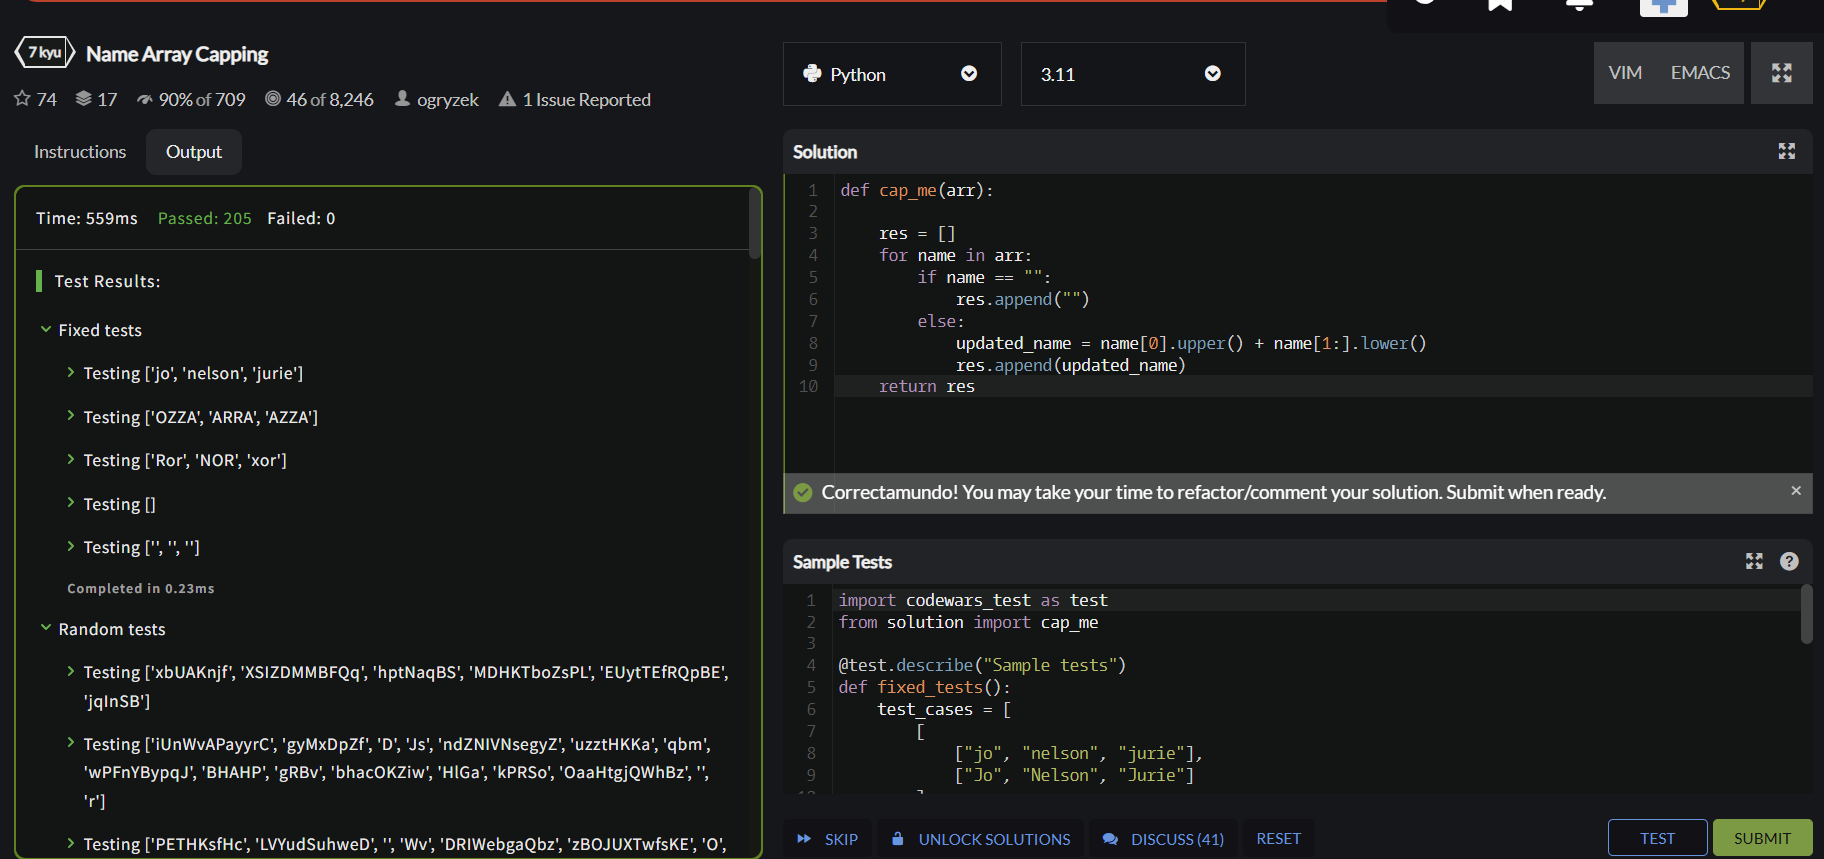 7 kyu Name Array Capping
74 17 90% of 709 46 of 8,246 ogryzek 1 Issue Reported
Instructions Output
Time: 559ms Passed: 205 Failed: 0
Test Results:
Fixed tests
Testing ['jo', 'nelson', 'jurie']
Testing ['OZZA', 'ARRA', 'AZZA']
Testing ['Ror', 'NOR', 'xor']
Testing []
Testing ['', '', '']
Completed in 0.23ms
Random tests
Testing ['xbUAKnjf', 'XSIZDMMBFQq', 'hptNaqBS', 'MDHKTboZsPL', 'EUytTEfRQpBE',
'jqInSB']
Testing ['iUnWvAPayyrC', 'gyMxDpZf', 'D', 'Js', 'ndZNIVNsegyZ', 'uzztHKKa', 'qbm',
'wPFnYBypqJ', 'BHAHP', 'gRBv', 'bhacOKZiw', 'HlGa', 'kPRSo', 'OaaHtgjQWhBz', '',
'r']
Testing ['PETHKsfHc', 'LVYudSuhweD', '', 'Wv', 'DRIWebgaQbz', 'zBOJUXTwfsKE', 'O',
Python 3.11 VIM EMACS
Solution
1 def cap_me(arr):
2
3 res = []
4 for name in arr:
5 if name == "":
6 res.append("")
7 else:
8 updated_name = name[0].upper() + name[1:].lower()
9 res.append(updated_name)
10 return res
Correctamundo! You may take your time to refactor/comment your solution. Submit when ready. ×
Sample Tests ?
1 import codewars_test as test
2 from solution import cap_me
3
4 @test.describe("Sample tests")
5 def fixed_tests():
6 test_cases = [
7 [
8 ["jo", "nelson", "jurie"],
9 ["Jo", "Nelson", "Jurie"]
SKIP UNLOCK SOLUTIONS DISCUSS (41) RESET TEST SUBMIT